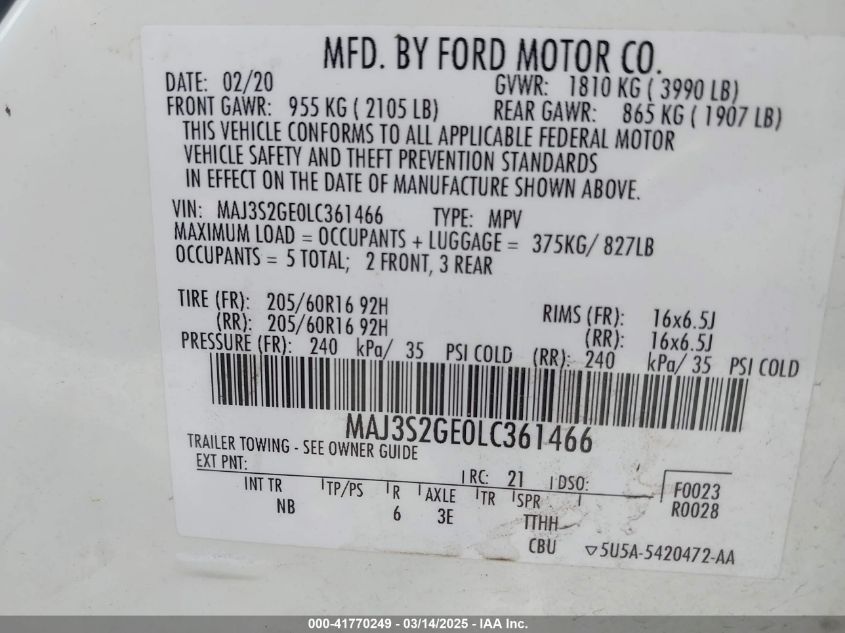 MFD. BY FORD MOTOR CO.
DATE: 02/20 GVWR: 1810 KG ( 3990 LB)
FRONT GAWR: 955 KG ( 2105 LB) REAR GAWR: 865 KG ( 1907 LB)
THIS VEHICLE CONFORMS TO ALL APPLICABLE FEDERAL MOTOR
VEHICLE SAFETY AND THEFT PREVENTION STANDARDS
IN EFFECT ON THE DATE OF MANUFACTURE SHOWN ABOVE.
VIN: MAJ3S2GE0LC361466 TYPE: MPV
MAXIMUM LOAD = OCCUPANTS + LUGGAGE = 375KG/ 827LB
OCCUPANTS = 5 TOTAL; 2 FRONT, 3 REAR
TIRE (FR): 205/60R16 92H RIMS (FR): 16x6.5J
(RR): 205/60R16 92H (RR): 16x6.5J
PRESSURE (FR): 240 kPa/ 35 PSI COLD (RR): 240 kPa/ 35 PSI COLD
MAJ3S2GE0LC361466
TRAILER TOWING - SEE OWNER GUIDE
EXT PNT: RC: 21 DSO: F0023
R0028
INT TR TP/PS R AXLE TR SPR
NB 6 3E TTHH
CBU 5U5A-5420472-AA
000-41770249 - 03/14/2025 - IAA Inc.